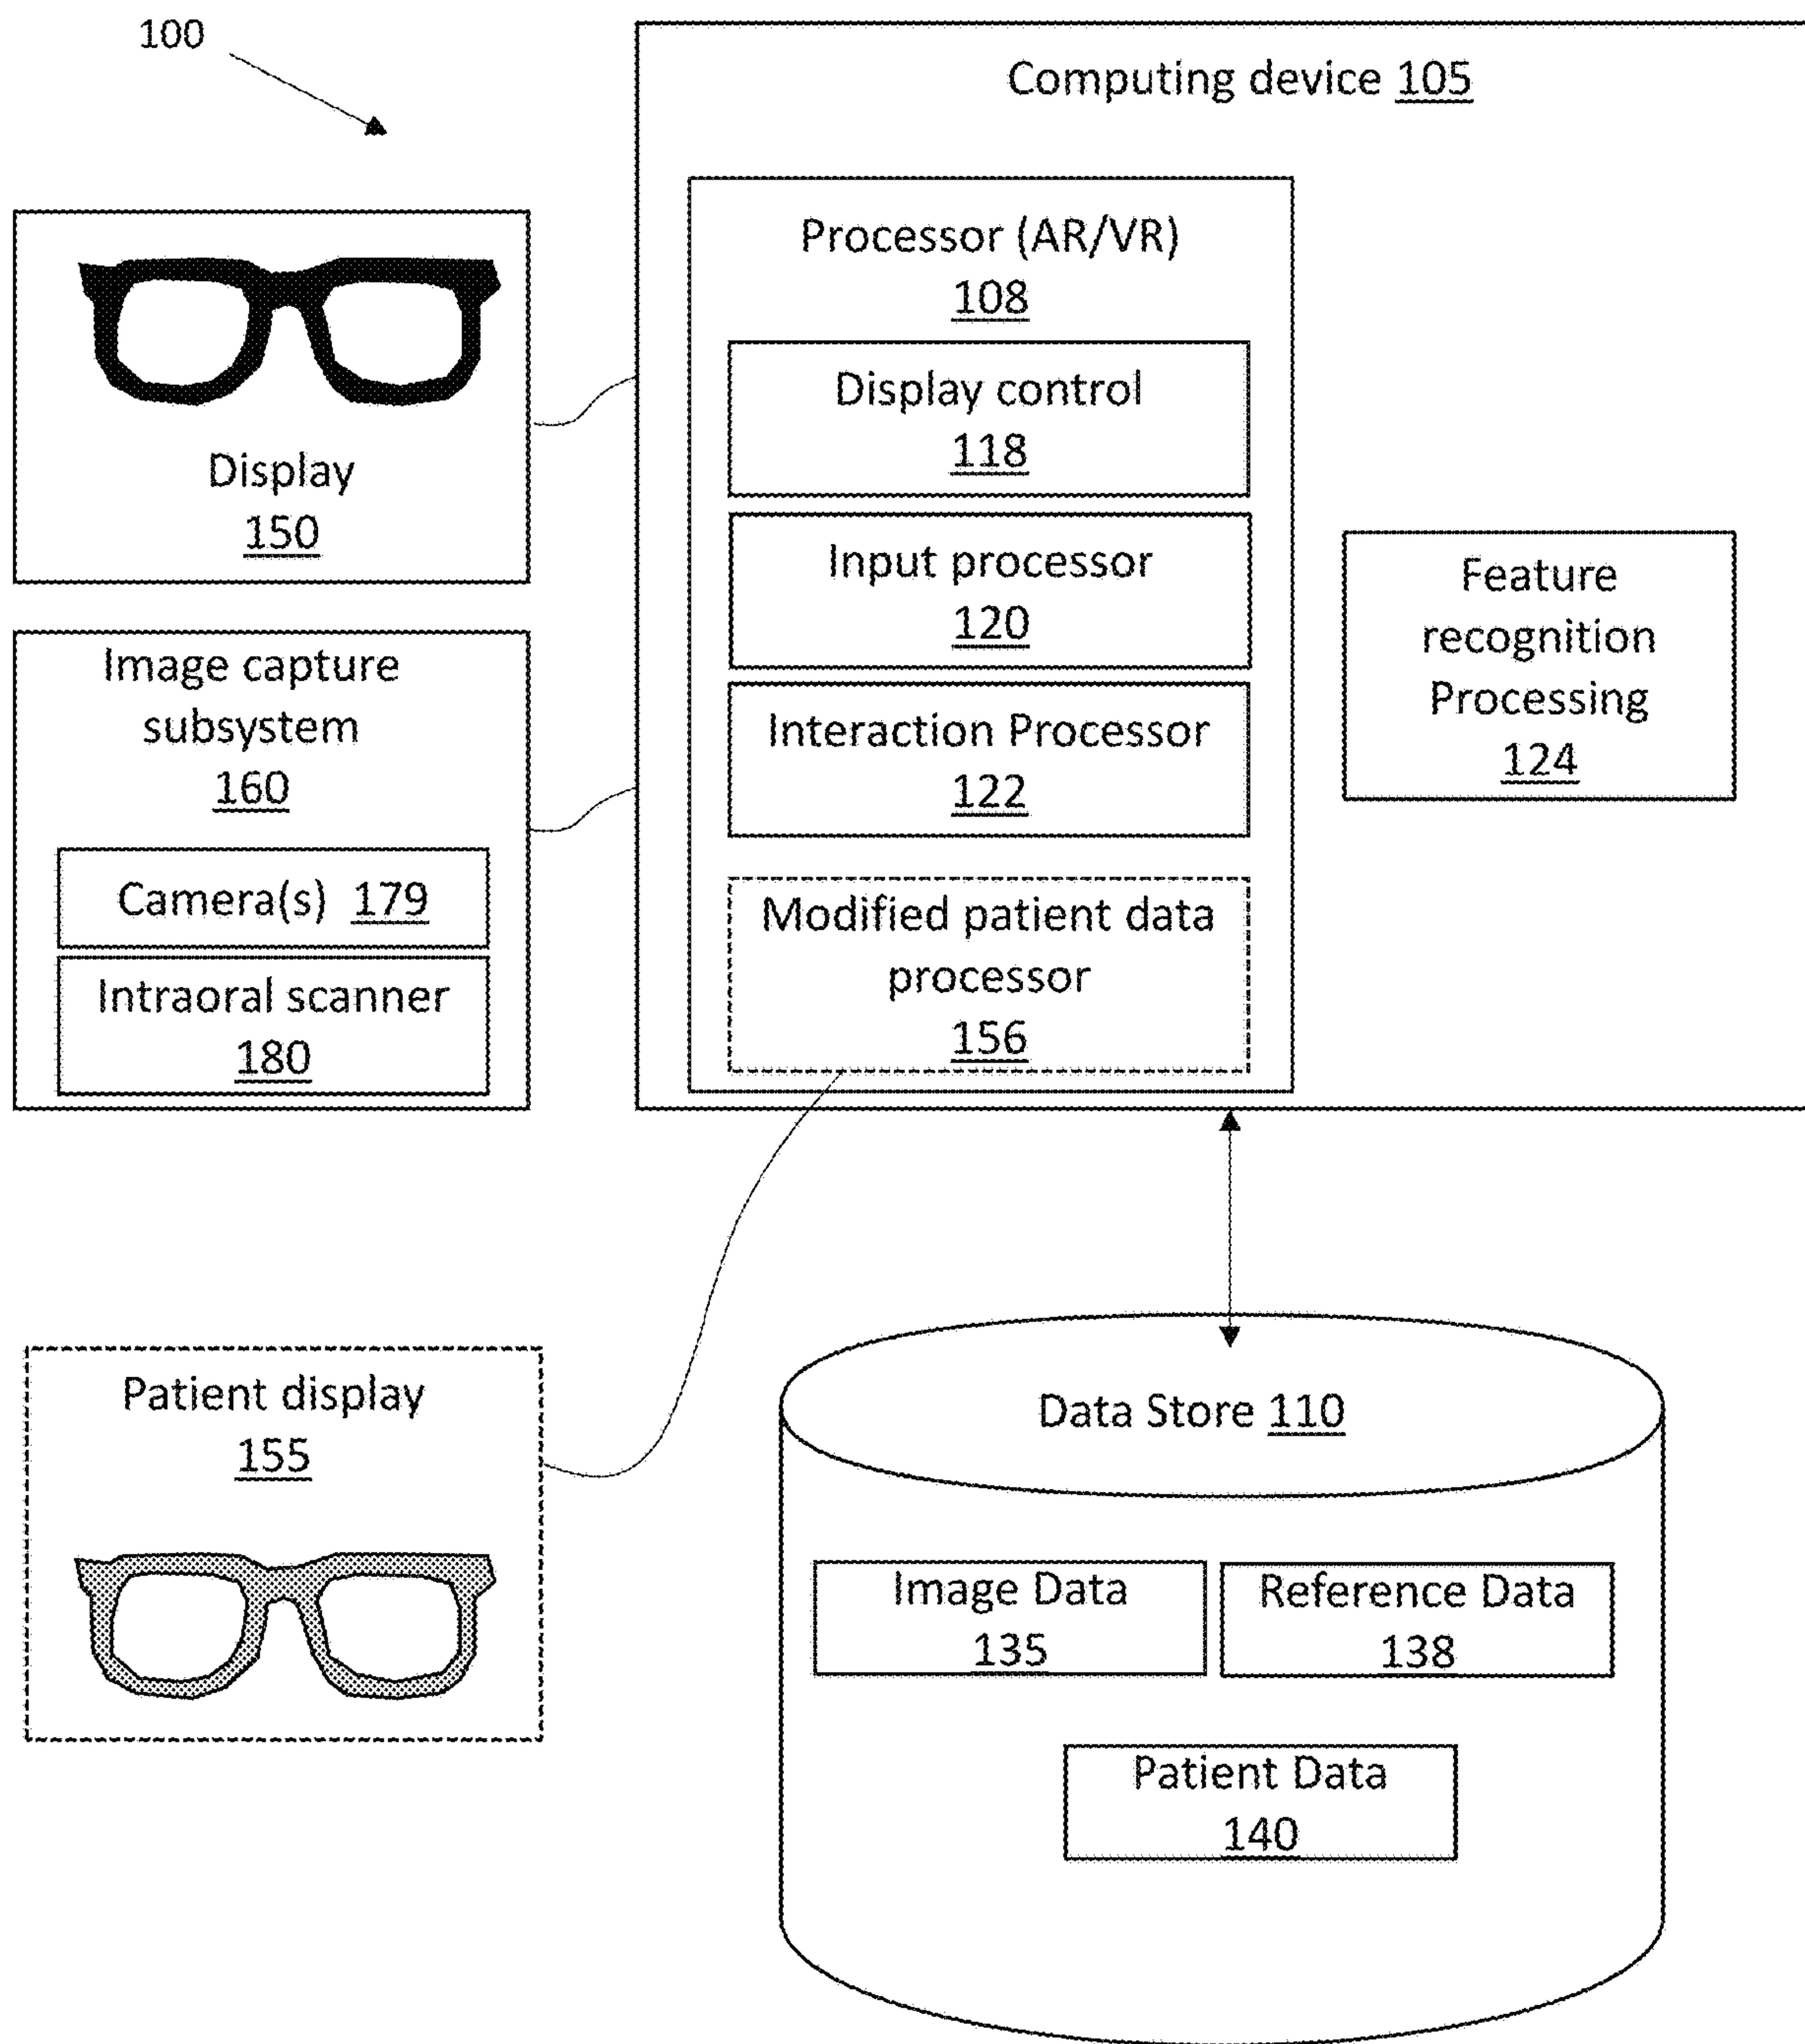 100
Computing device 105
Processor (AR/VR)
108
Display control
118
Input processor
120
Interaction Processor
122
Modified patient data
processor
156
Feature
recognition
Processing
124
Display
150
Image capture
subsystem
160
Camera(s) 179
Intraoral scanner
180
Patient display
155
Data Store 110
Image Data
135
Reference Data
138
Patient Data
140